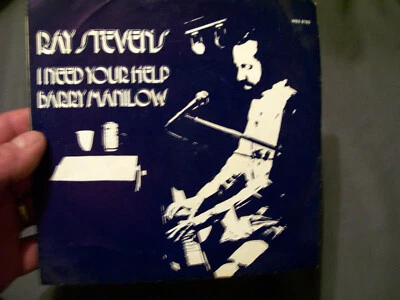 RAY STEVENS
I NEED YOUR HELP
BARRY MANILOW